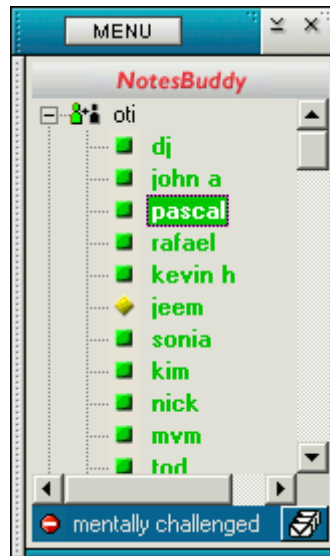 MENU
NotesBuddy
oti
dj
john a
pascal
rafael
kevin h
jeem
sonia
kim
nick
mvm
tod
mentally challenged